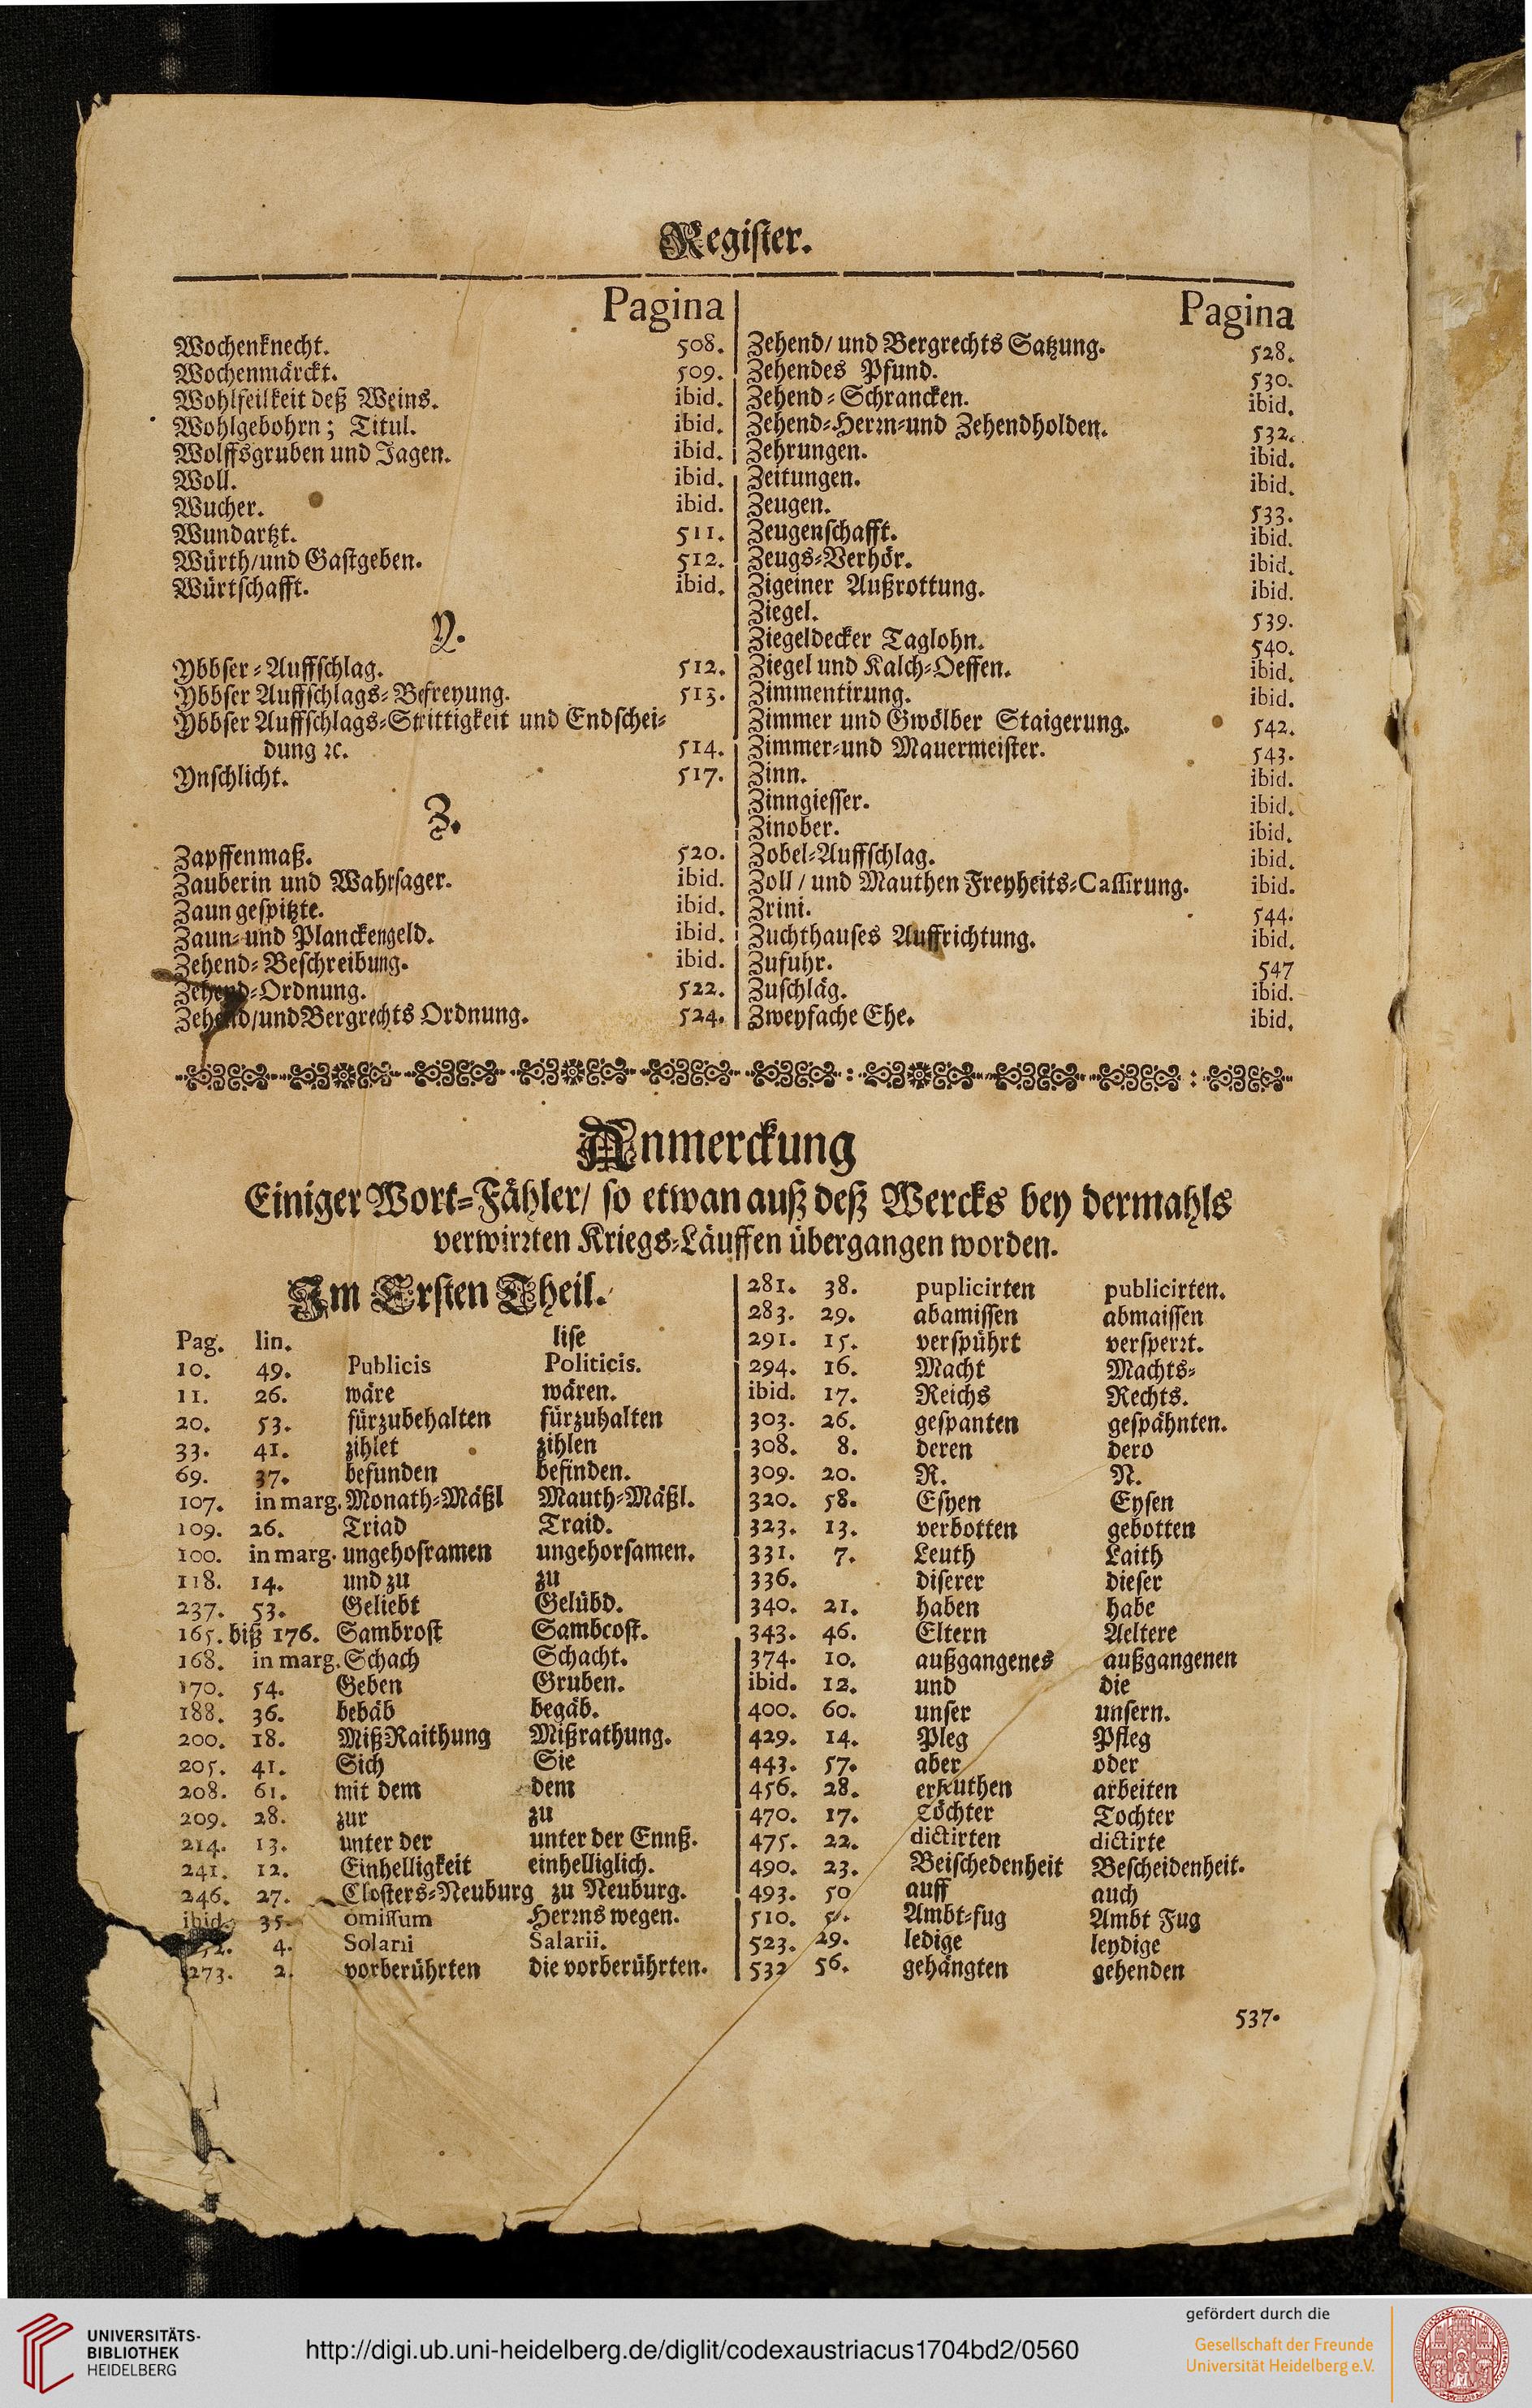 Register.
Pagina
Wochenknecht. 508.
Wochenmärckt. 509.
Wohlfeilkeit deß Weins. ibid.
Wohlgebohrn; Titul. ibid.
Wolffsgruben und Jagen. ibid.
Woll. ibid.
Wucher. ibid.
Wundartzt. 511.
Würth/und Gastgeben. 512.
Würtschafft. ibid.
Y.
Ybbser-Auffschlag. 512.
Ybbser Auffschlags-Befreyung. 513.
Ybbser Auffschlags-Strittigkeit und Endschei-
dung ꝛc. 514.
Ynschlicht. 517.
Z.
Zapffenmaß. 520.
Zauberin und Wahrsager. ibid.
Zaun gespitzte. ibid.
Zaun-und Planckengeld. ibid.
Zehend-Beschreibung. ibid.
Zehend-Ordnung. 522.
Zehend/und Bergrechts Ordnung. 524.
Pagina
Zehend/ und Bergrechts Satzung. 528.
Zehendes Pfund. 530.
Zehend-Schrancken. ibid.
Zehend-Herrn-und Zehendholden. 532.
Zehrungen. ibid.
Zeitungen. ibid.
Zeugen. 533.
Zeugenschafft. ibid.
Zeugs-Verhör. ibid.
Zigeiner Außrottung. ibid.
Ziegel. 539.
Ziegeldecker Taglohn. 540.
Ziegel und Kalch-Oeffen. ibid.
Zimmentirung. ibid.
Zimmer und Gwölber Staigerung. 542.
Zimmer-und Mauermeister. 543.
Zinn. ibid.
Zinngiesser. ibid.
Zinober. ibid.
Zobel-Auffschlag. ibid.
Zoll / und Mauthen Freyheits-Cassirung. ibid.
Zrini. 544.
Zuchthauses Auffrichtung. ibid.
Zufuhr. 547
Zuschläg. ibid.
Zweyfache Ehe. ibid.
Anmerckung
Einiger Wort-Fähler/ so etwan auß deß Wercks bey dermahls
verwirrten Kriegs-Läuffen übergangen worden.
Im Ersten Theil.
Pag. lin. lise
10. 49. Publicis Politicis.
11. 26. wäre wären.
20. 53. fürzubehalten fürzuhalten
33. 41. zihlet zihlen
69. 37. befunden befinden.
107. in marg. Monath-Mäßl Mauth-Mäßl.
109. 26. Triad Traid.
100. in marg. ungehosramen ungehorsamen.
118. 14. und zu zu
237. 53. Geliebt Gelübd.
165. biß 176. Sambrost Sambcost.
168. in marg. Schach Schacht.
170. 54. Geben Gruben.
188. 36. bebäb begäb.
200. 18. MißRaithung Mißrathung.
205. 41. Sich Sie
208. 61. mit dem dem
209. 28. zur zu
214. 13. unter der unter der Ennß.
241. 12. Einhelligkeit einhelliglich.
246. 27. Closters-Neuburg zu Neuburg.
ibid. 35. omissum Herrns wegen.
4. Solarii Salarii.
273. 2. vorberührten die vorberührten.
281. 38. puplicirten publicirten.
283. 29. abamissen abmaissen
291. 15. verspührt versperrt.
294. 16. Macht Machts-
ibid. 17. Reichs Rechts.
303. 26. gespanten gespähnten.
308. 8. deren dero
309. 20. R. N.
320. 58. Esyen Eysen
323. 13. verbotten gebotten
331. 7. Leuth Laith
336. diserer dieser
340. 21. haben habe
343. 46. Eltern Aeltere
374. 10. außgangenes außgangenen
ibid. 12. und die
400. 60. unser unsern.
429. 14. Pleg Pfleg
443. 57. aber oder
456. 28. arbeiten
470. 17. Töchter Tochter
475. 22. dictirten dictirte
490. 23. Beischedenheit Bescheidenheit.
493. 50 auff auch
510. Ambt-fug Ambt Fug
523. 29. ledige leydige
532 56. gehängten gehenden
537.
UNIVERSITÄTS-
BIBLIOTHEK
HEIDELBERG
http://digi.ub.uni-heidelberg.de/diglit/codexaustriacus1704bd2/0560
gefördert durch die
Gesellschaft der Freunde
Universität Heidelberg e.V.